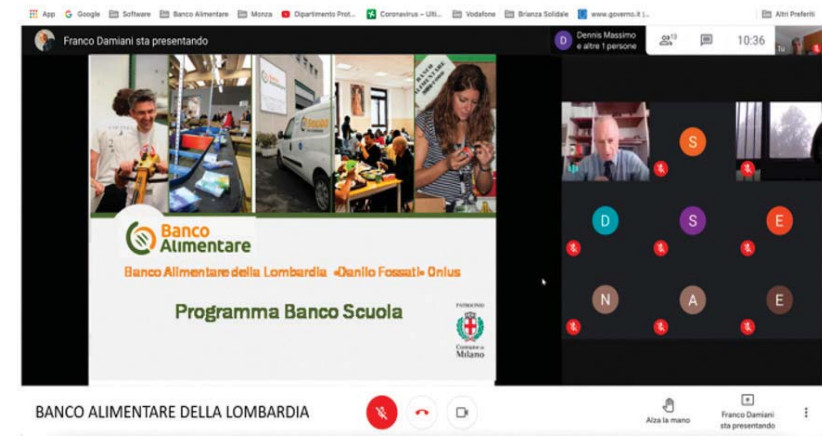 App Google Software Banco Alimentare Monza Dipartimento Prot... Coronavirus – Ulti... Vodafone Brianza Solidale www.governo.it |... Altri Preferiti
Franco Damiani sta presentando
D Dennis Massimo
e altre 1 persone
13
10:36
Tu
BANCO
ALIMENTARE
Banco
Alimentare
Banco Alimentare della Lombardia «Danilo Fossati» Onlus
Programma Banco Scuola
PATROCINIO
Comune di
Milano
S
D S E
N A E
BANCO ALIMENTARE DELLA LOMBARDIA
Alza la mano
Franco Damiani
sta presentando